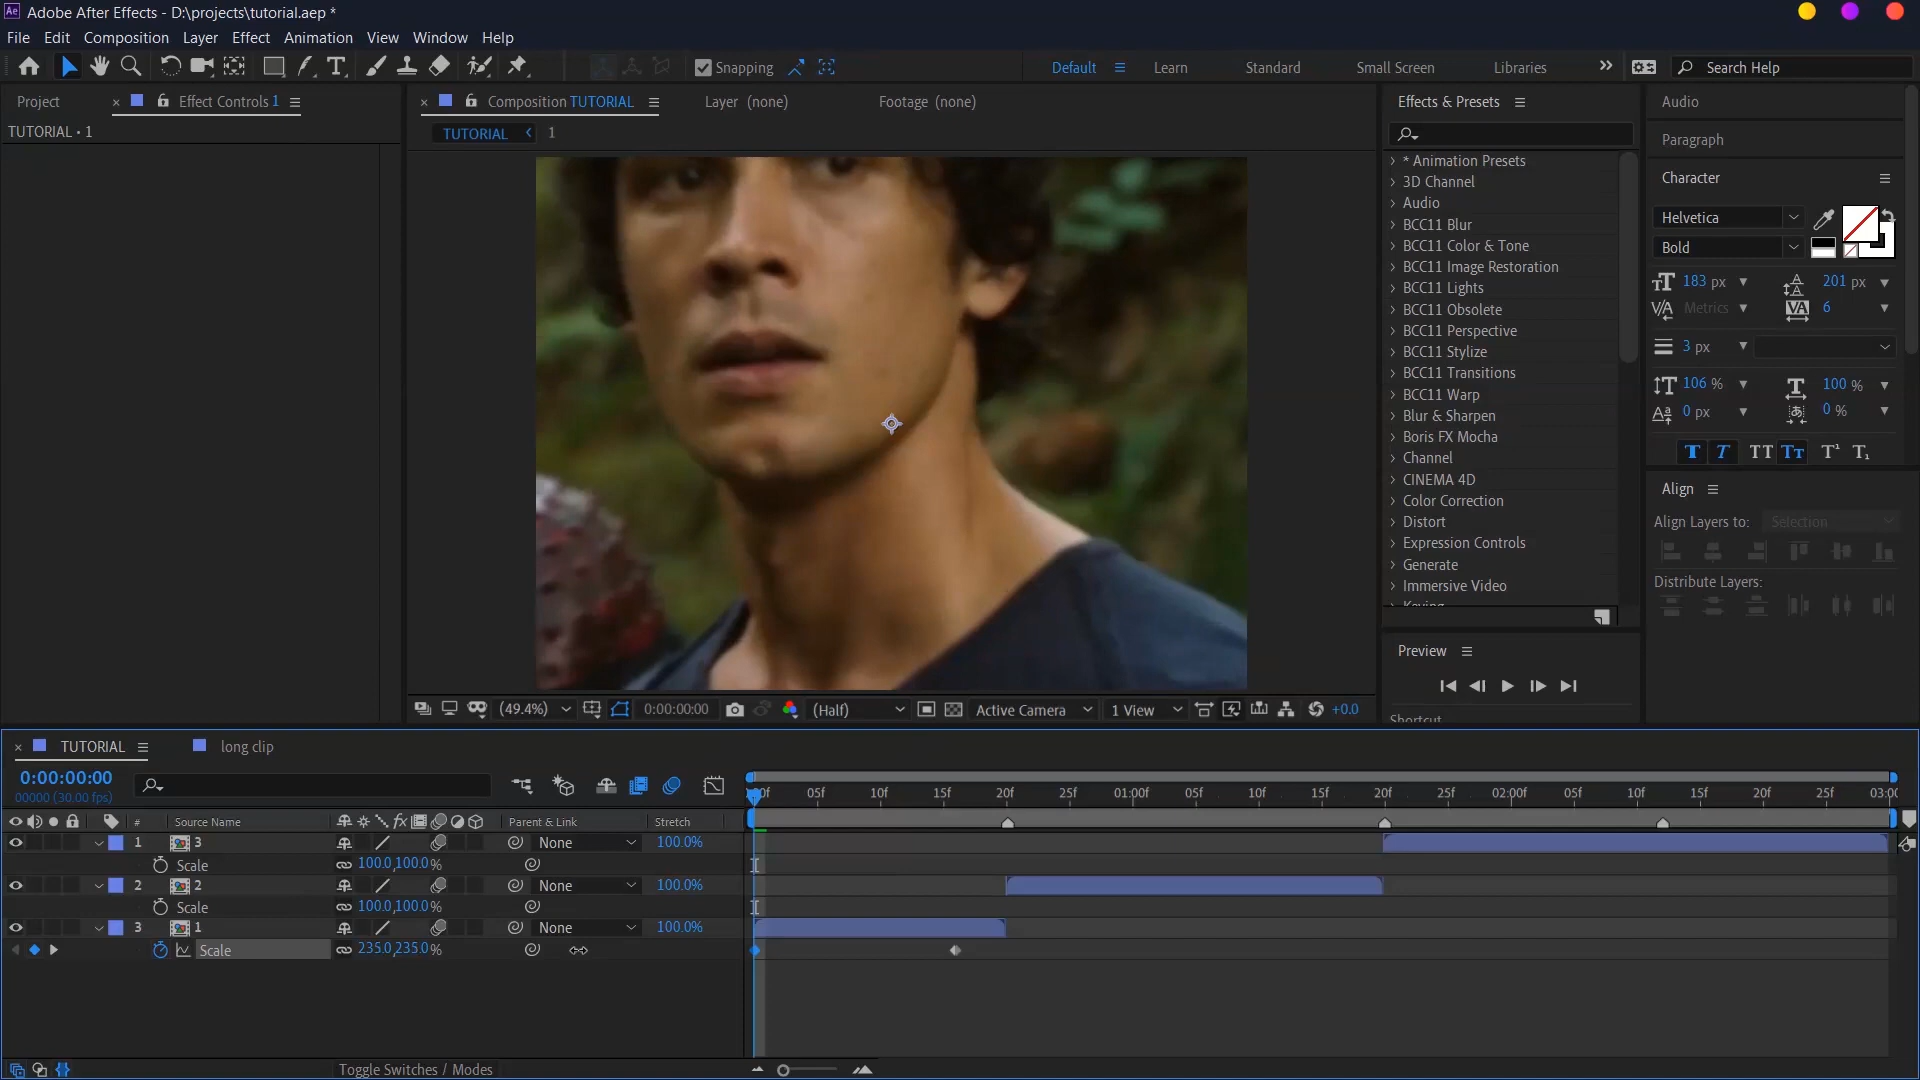 Adobe After Effects - D:\projects\tutorial.aep *
File Edit Composition Layer Effect Animation View Window Help
Snapping Default Learn Standard Small Screen Libraries Search Help
Project Effect Controls 1
TUTORIAL • 1
Composition TUTORIAL Layer (none) Footage (none)
TUTORIAL 1
(49.4%) 0:00:00:00 (Half) Active Camera 1 View +0.0
Effects & Presets
* Animation Presets
3D Channel
Audio
BCC11 Blur
BCC11 Color & Tone
BCC11 Image Restoration
BCC11 Lights
BCC11 Obsolete
BCC11 Perspective
BCC11 Stylize
BCC11 Transitions
BCC11 Warp
Blur & Sharpen
Boris FX Mocha
Channel
CINEMA 4D
Color Correction
Distort
Expression Controls
Generate
Immersive Video
Keying
Preview
Shortcut
Audio
Paragraph
Character
Helvetica
Bold
183 px 201 px
Metrics 6
3 px
106 % 100 %
0 px 0 %
Align
Align Layers to: Selection
Distribute Layers:
TUTORIAL long clip
0:00:00:00
00000 (30.00 fps)
05f 10f 15f 20f 25f 01:00f 05f 10f 15f 20f 25f 02:00f 05f 10f 15f 20f 25f
# Source Name Parent & Link Stretch
1 3 None 100.0%
Scale 100.0,100.0%
2 2 None 100.0%
Scale 100.0,100.0%
3 1 None 100.0%
Scale 235.0,235.0%
Toggle Switches / Modes